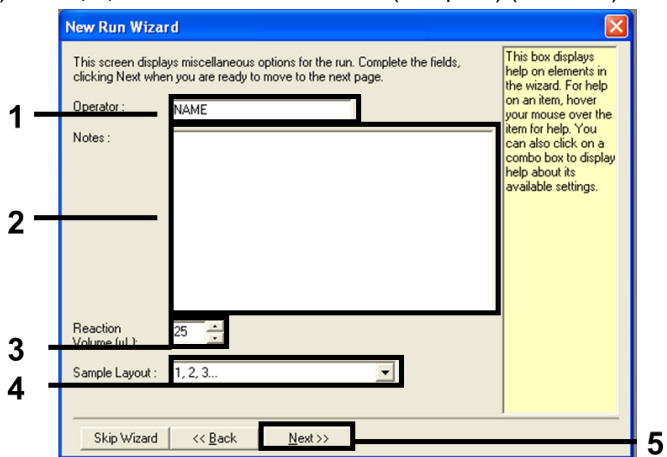 New Run Wizard
This screen displays miscellaneous options for the run. Complete the fields,
clicking Next when you are ready to move to the next page.
This box displays
help on elements in
the wizard. For help
on an item, hover
your mouse over the
item for help. You
can also click on a
combo box to display
help about its
available settings.
1
Operator :
NAME
Notes :
2
Reaction
Volume (µL):
25
3
Sample Layout :
1, 2, 3...
4
Skip Wizard
<< Back
Next >>
5